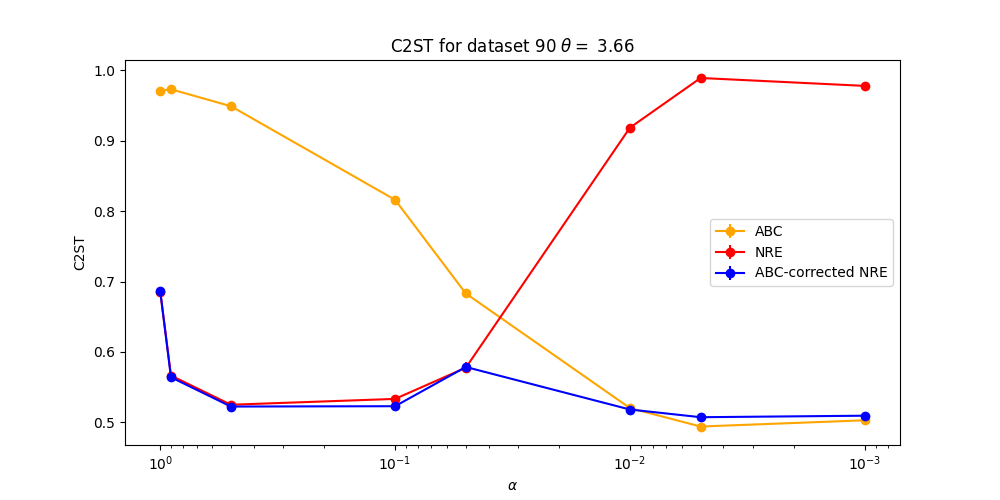 C2ST for dataset 90 θ = 3.66
C2ST
1.0
0.9
0.8
0.7
0.6
0.5
ABC
NRE
ABC-corrected NRE
10⁰
10⁻¹
10⁻²
10⁻³
α